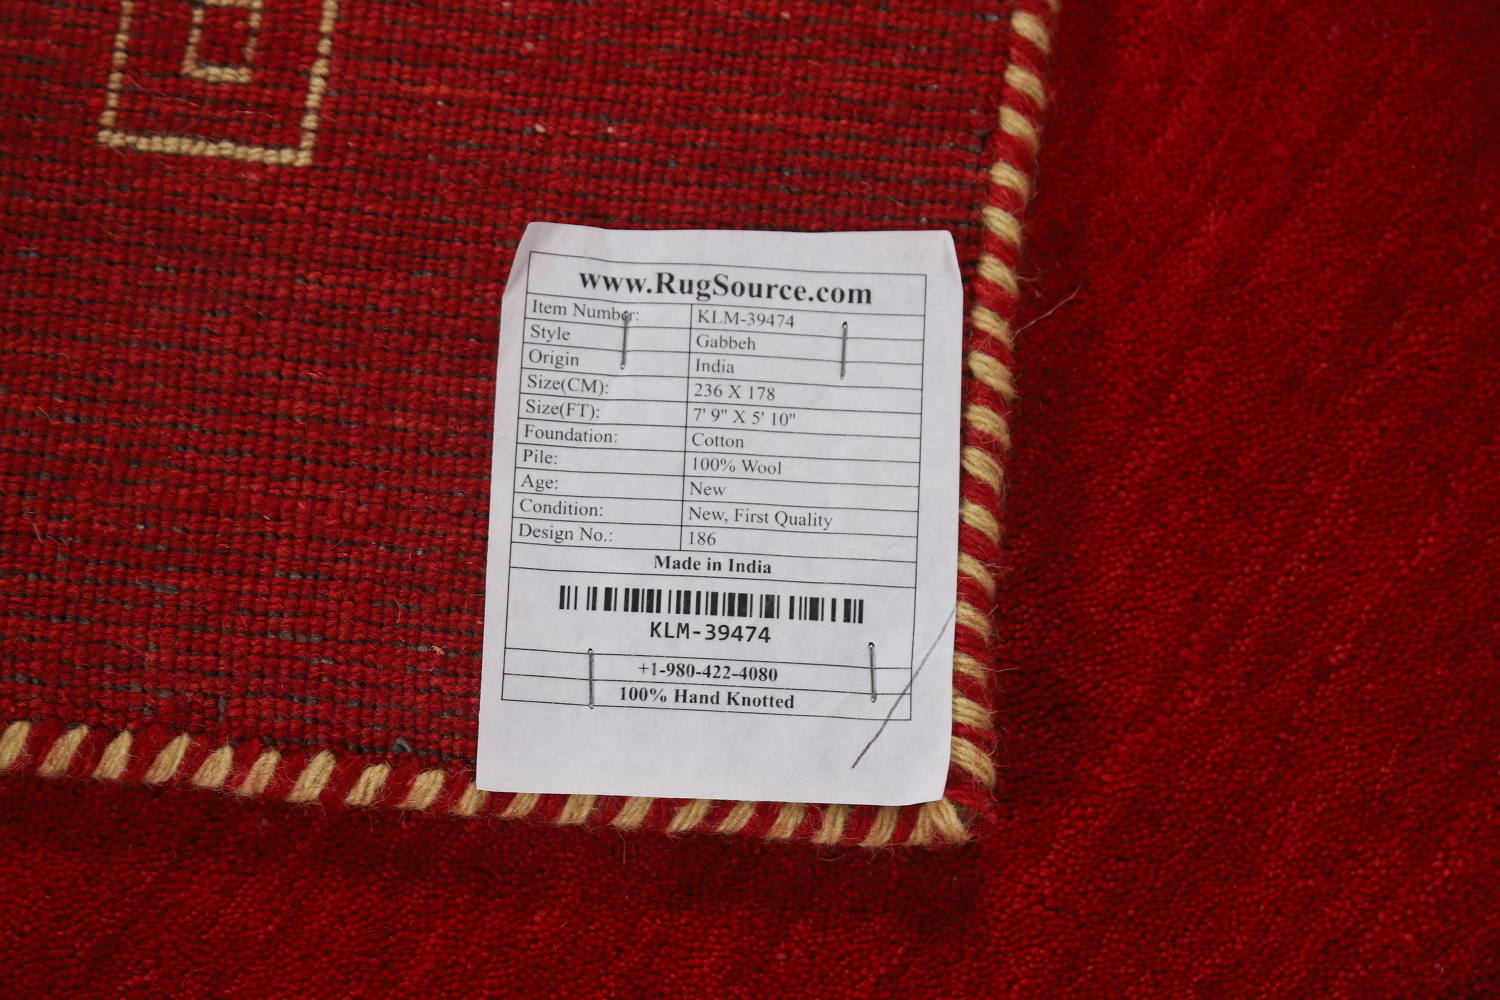 www.RugSource.com
Item Number: KLM-39474
Style Gabbeh
Origin India
Size(CM): 236 X 178
Size(FT): 7' 9" X 5' 10"
Foundation: Cotton
Pile: 100% Wool
Age: New
Condition: New, First Quality
Design No.: 186
Made in India
KLM-39474
+1-980-422-4080
100% Hand Knotted